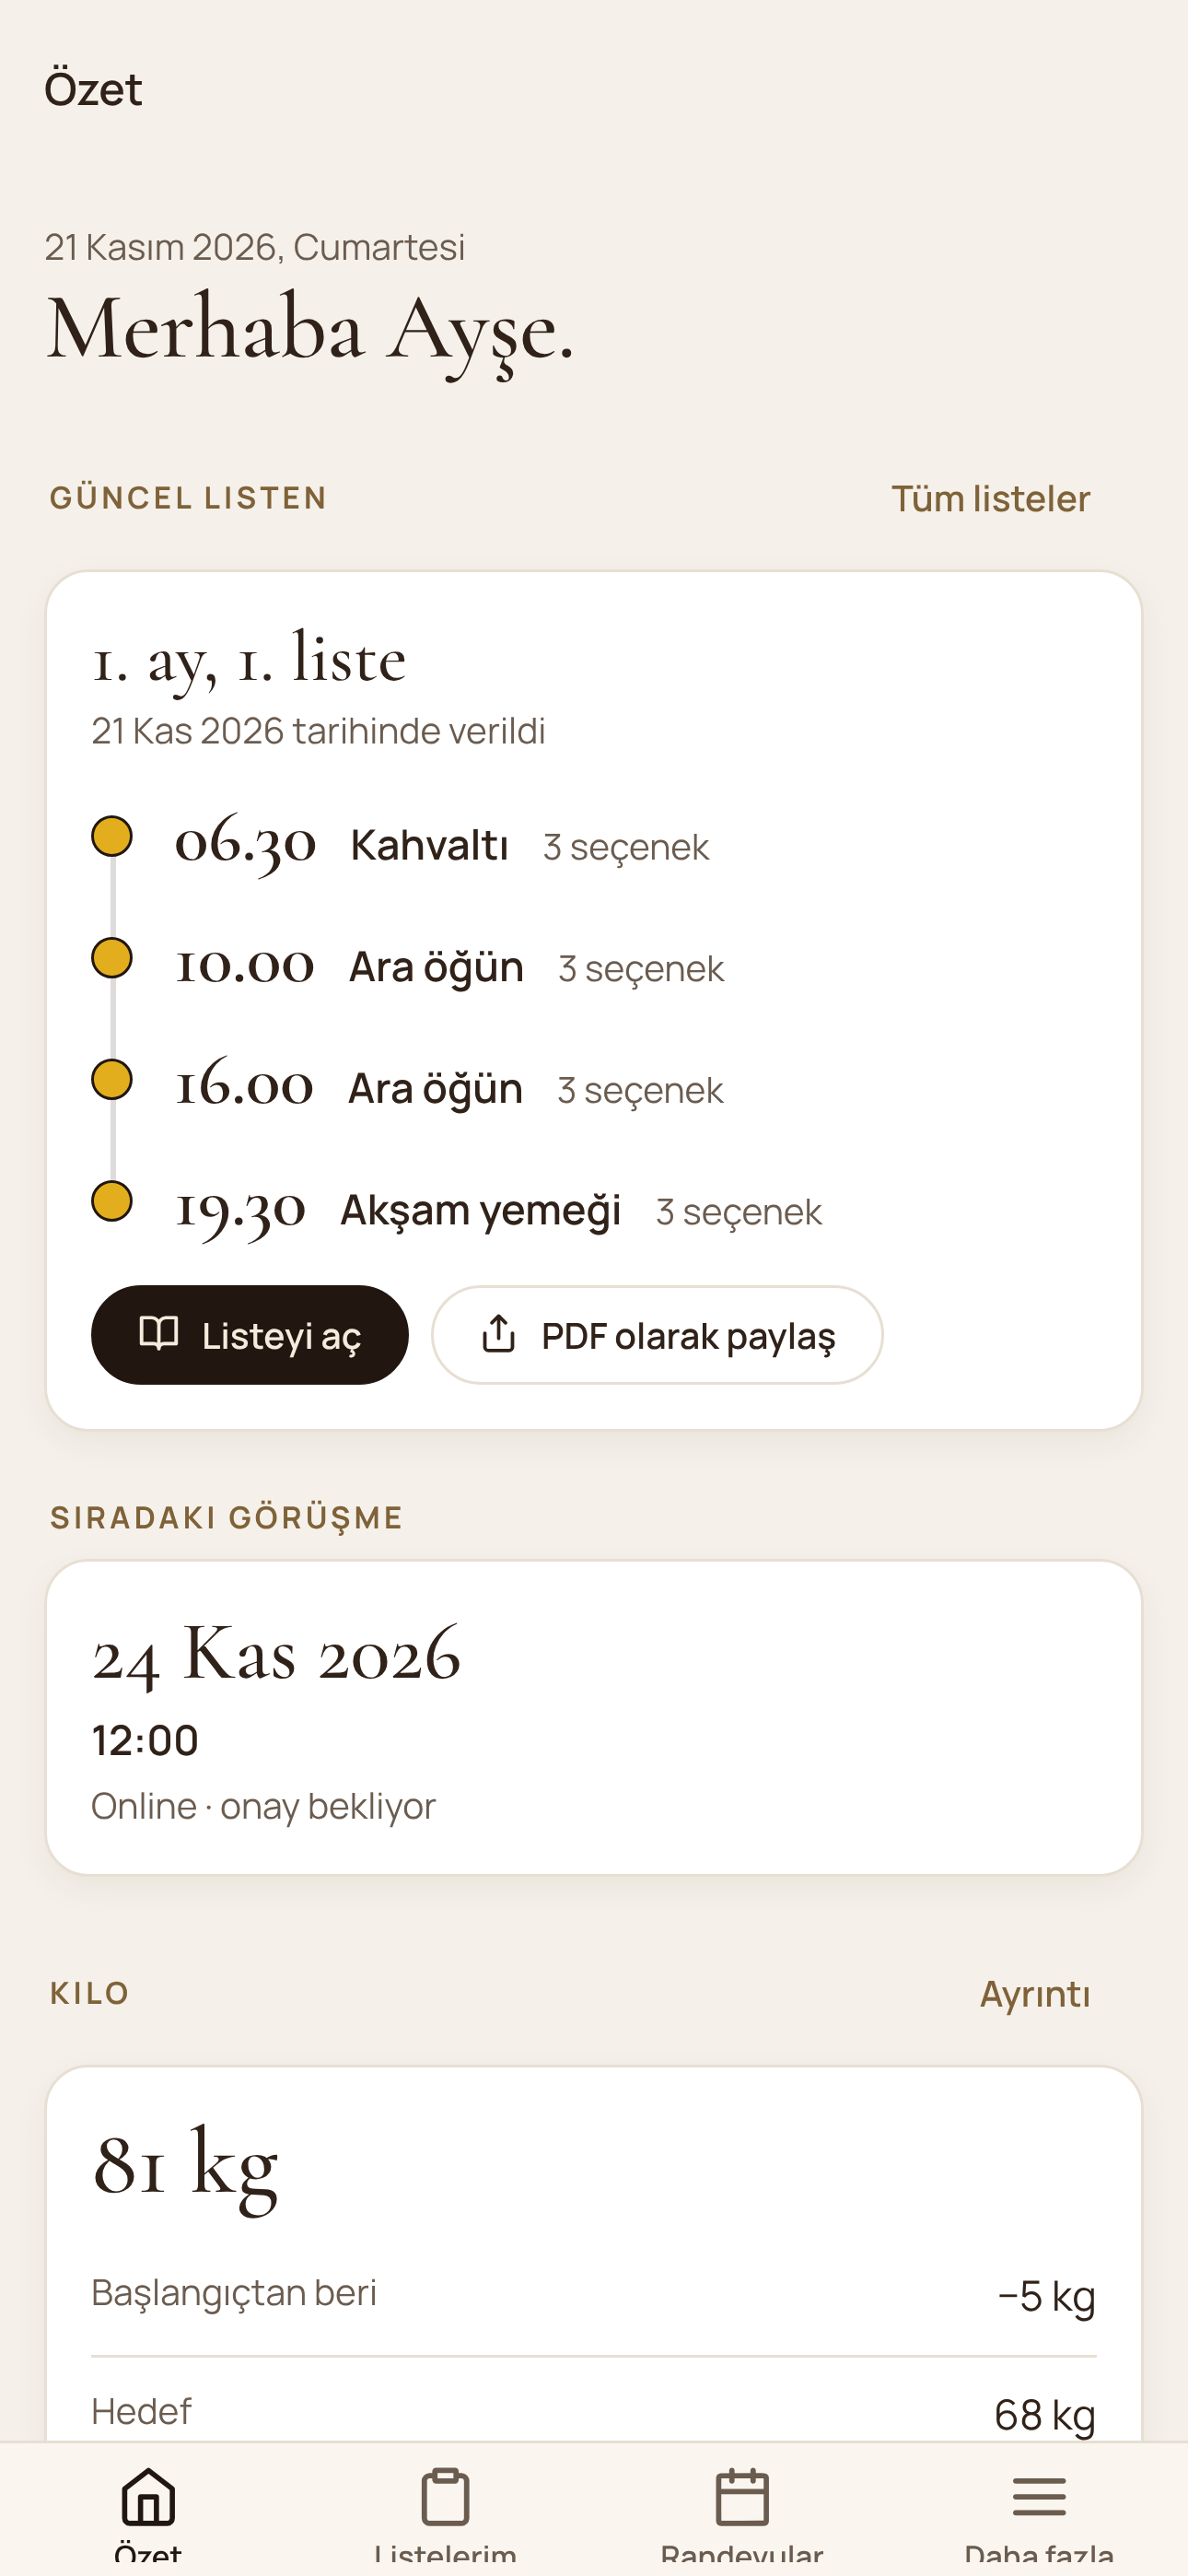 Özet
21 Kasım 2026, Cumartesi
Merhaba Ayşe.
GÜNCEL LISTEN
Tüm listeler
1. ay, 1. liste
21 Kas 2026 tarihinde verildi
06.30 Kahvaltı 3 seçenek
10.00 Ara öğün 3 seçenek
16.00 Ara öğün 3 seçenek
19.30 Akşam yemeği 3 seçenek
Listeyi aç
PDF olarak paylaş
SIRADAKI GÖRÜŞME
24 Kas 2026
12:00
Online · onay bekliyor
KILO
Ayrıntı
81 kg
Başlangıçtan beri −5 kg
Hedef 68 kg
Özet
Listelerim
Randevular
Daha fazla